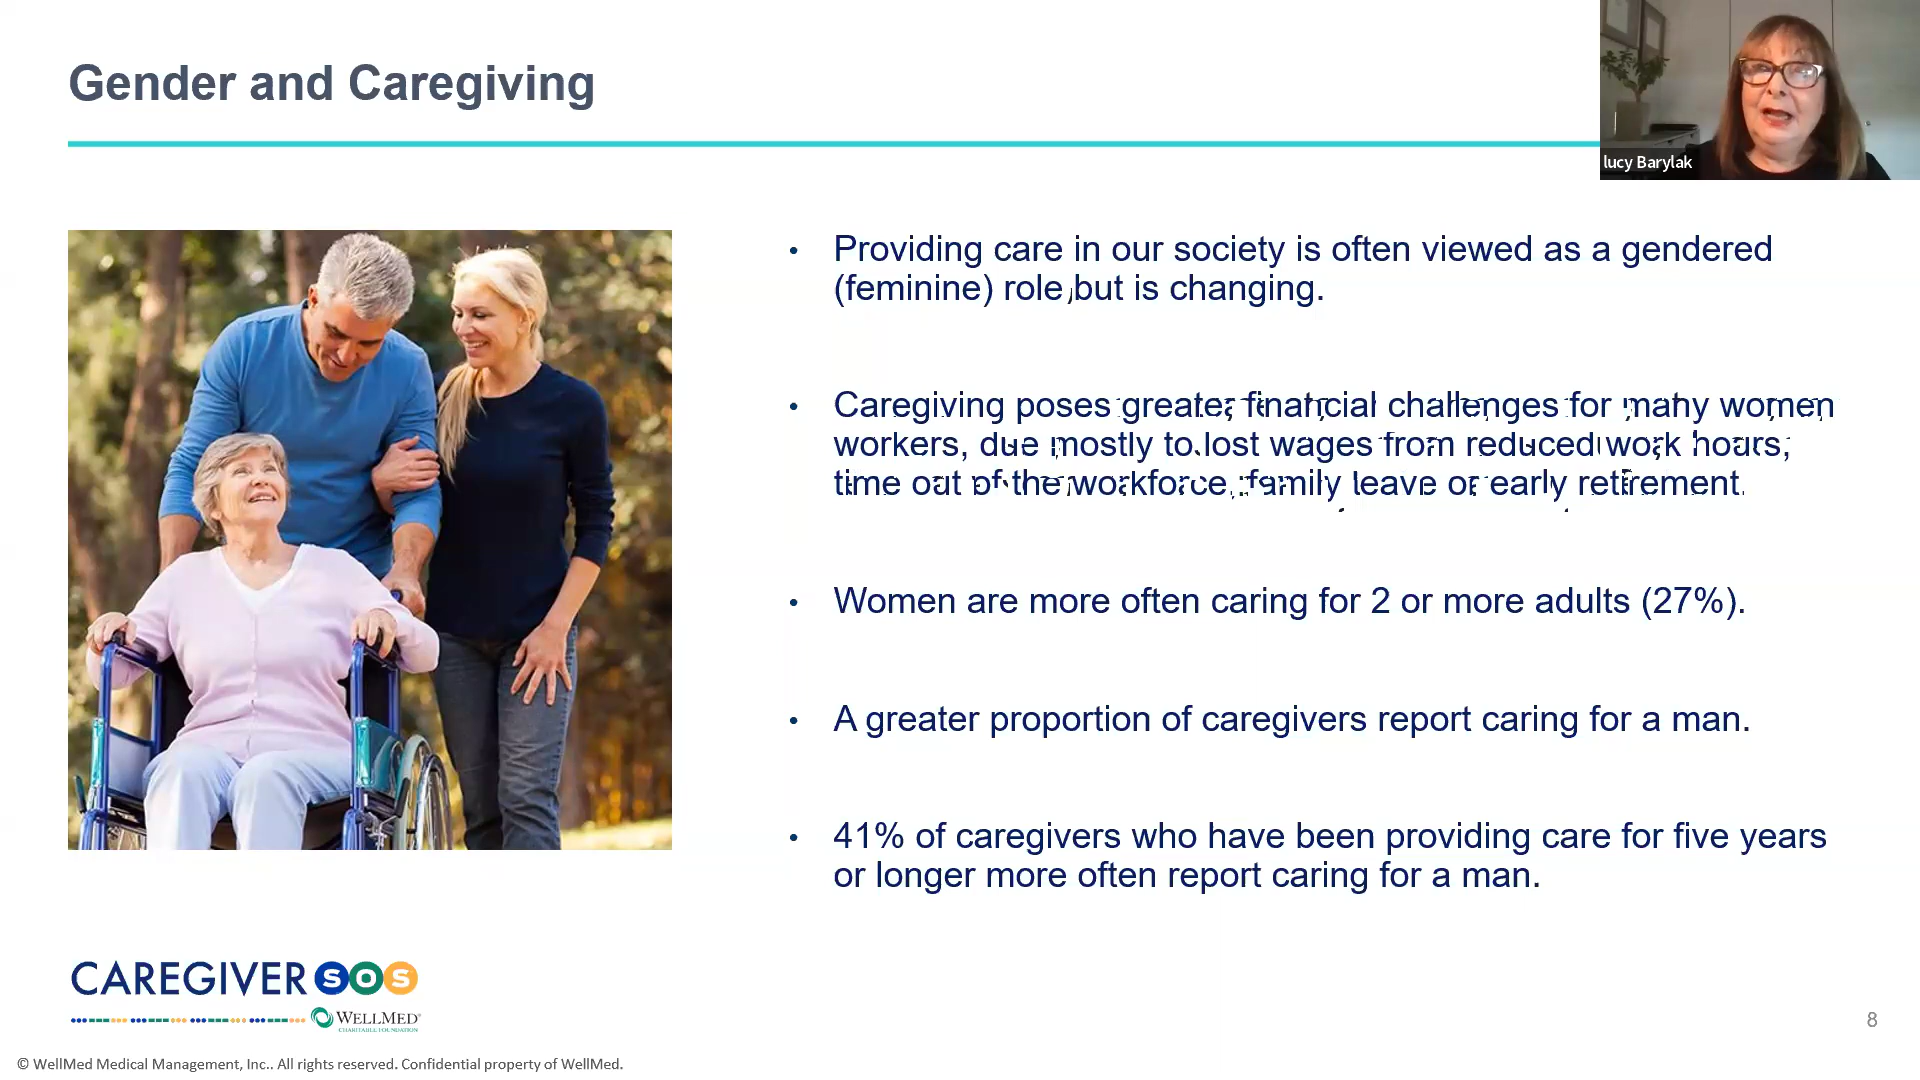 Gender and Caregiving
lucy Barylak
• Providing care in our society is often viewed as a gendered
(feminine) role, but is changing.
• Caregiving poses greater financial challenges for many women
workers, due mostly to lost wages from reduced work hours,
time out of the workforce, family leave or early retirement.
• Women are more often caring for 2 or more adults (27%).
• A greater proportion of caregivers report caring for a man.
• 41% of caregivers who have been providing care for five years
or longer more often report caring for a man.
CAREGIVER SOS
WELLMED®
CHARITABLE FOUNDATION
8
© WellMed Medical Management, Inc.. All rights reserved. Confidential property of WellMed.